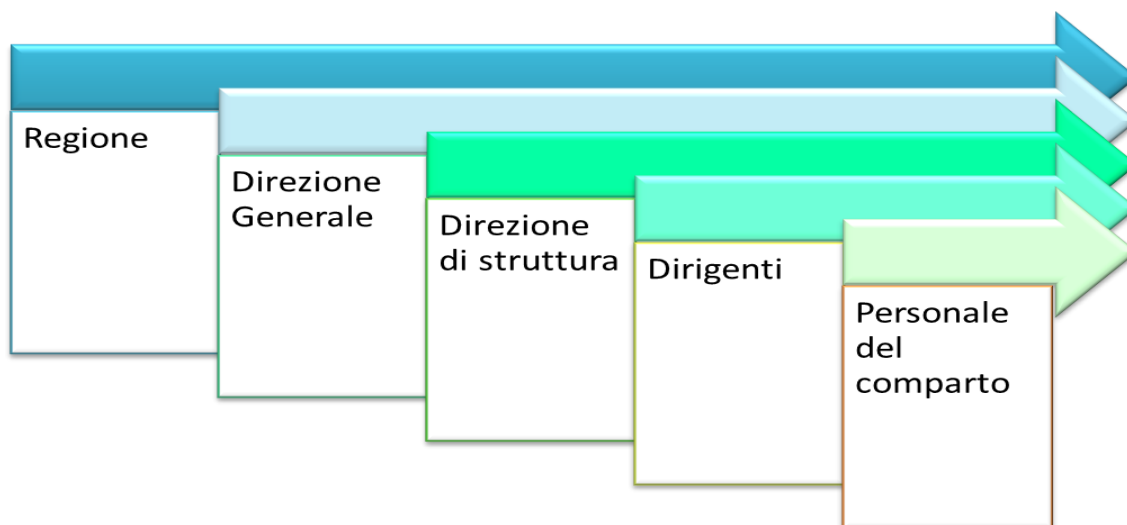 Regione
Direzione
Generale
Direzione
di struttura
Dirigenti
Personale
del
comparto